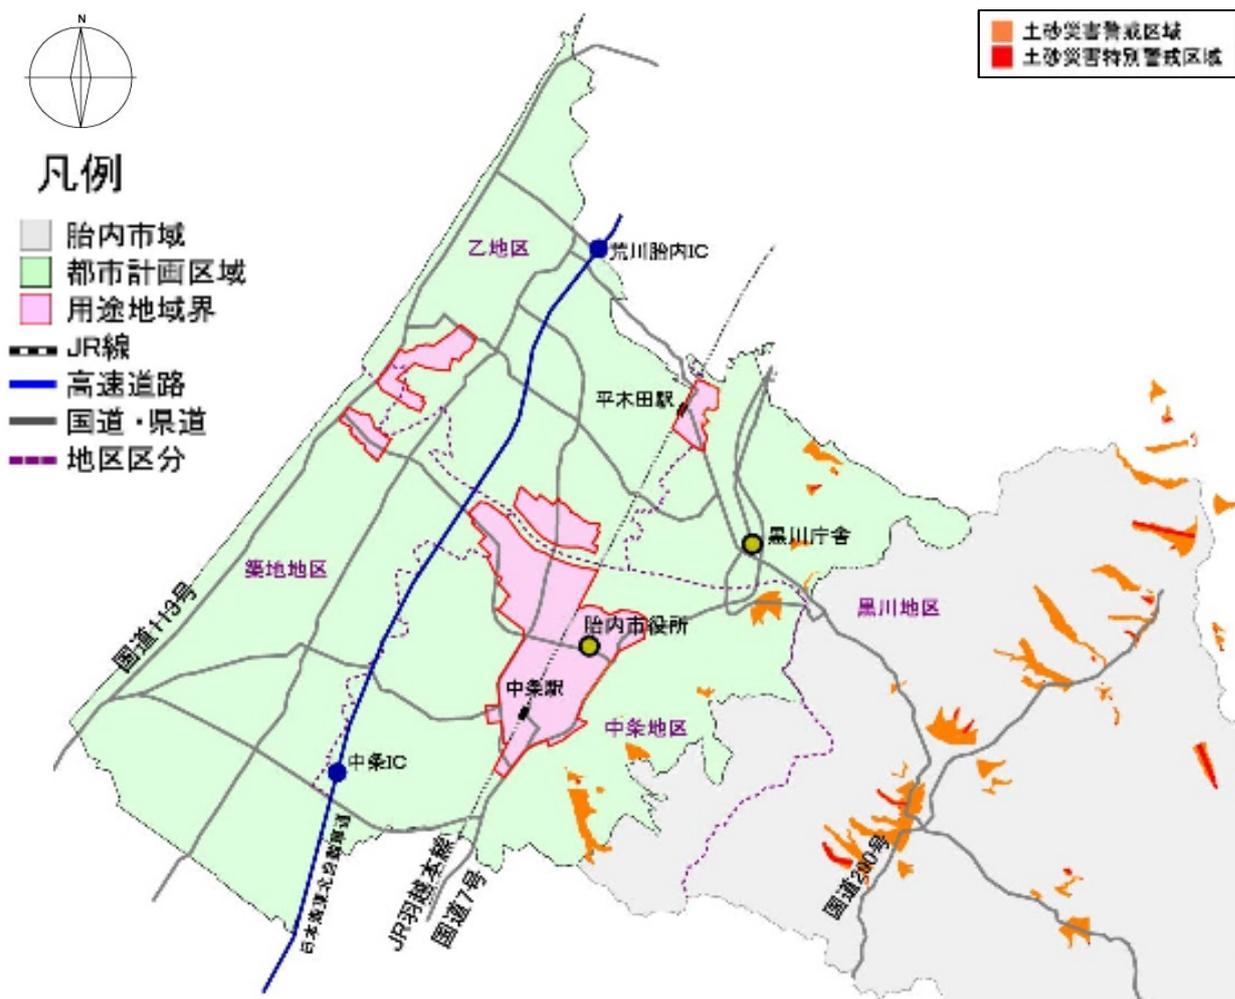 N
土砂災害警戒区域
土砂災害特別警戒区域
凡例
胎内市域
都市計画区域
用途地域界
JR線
高速道路
国道・県道
地区区分
乙地区
荒川胎内IC
平木田駅
黒川庁舎
築地地区
黒川地区
国道113号
胎内市役所
中条駅
中条地区
中条IC
日本海東北自動車道
JR羽越本線
国道7号
国道290号